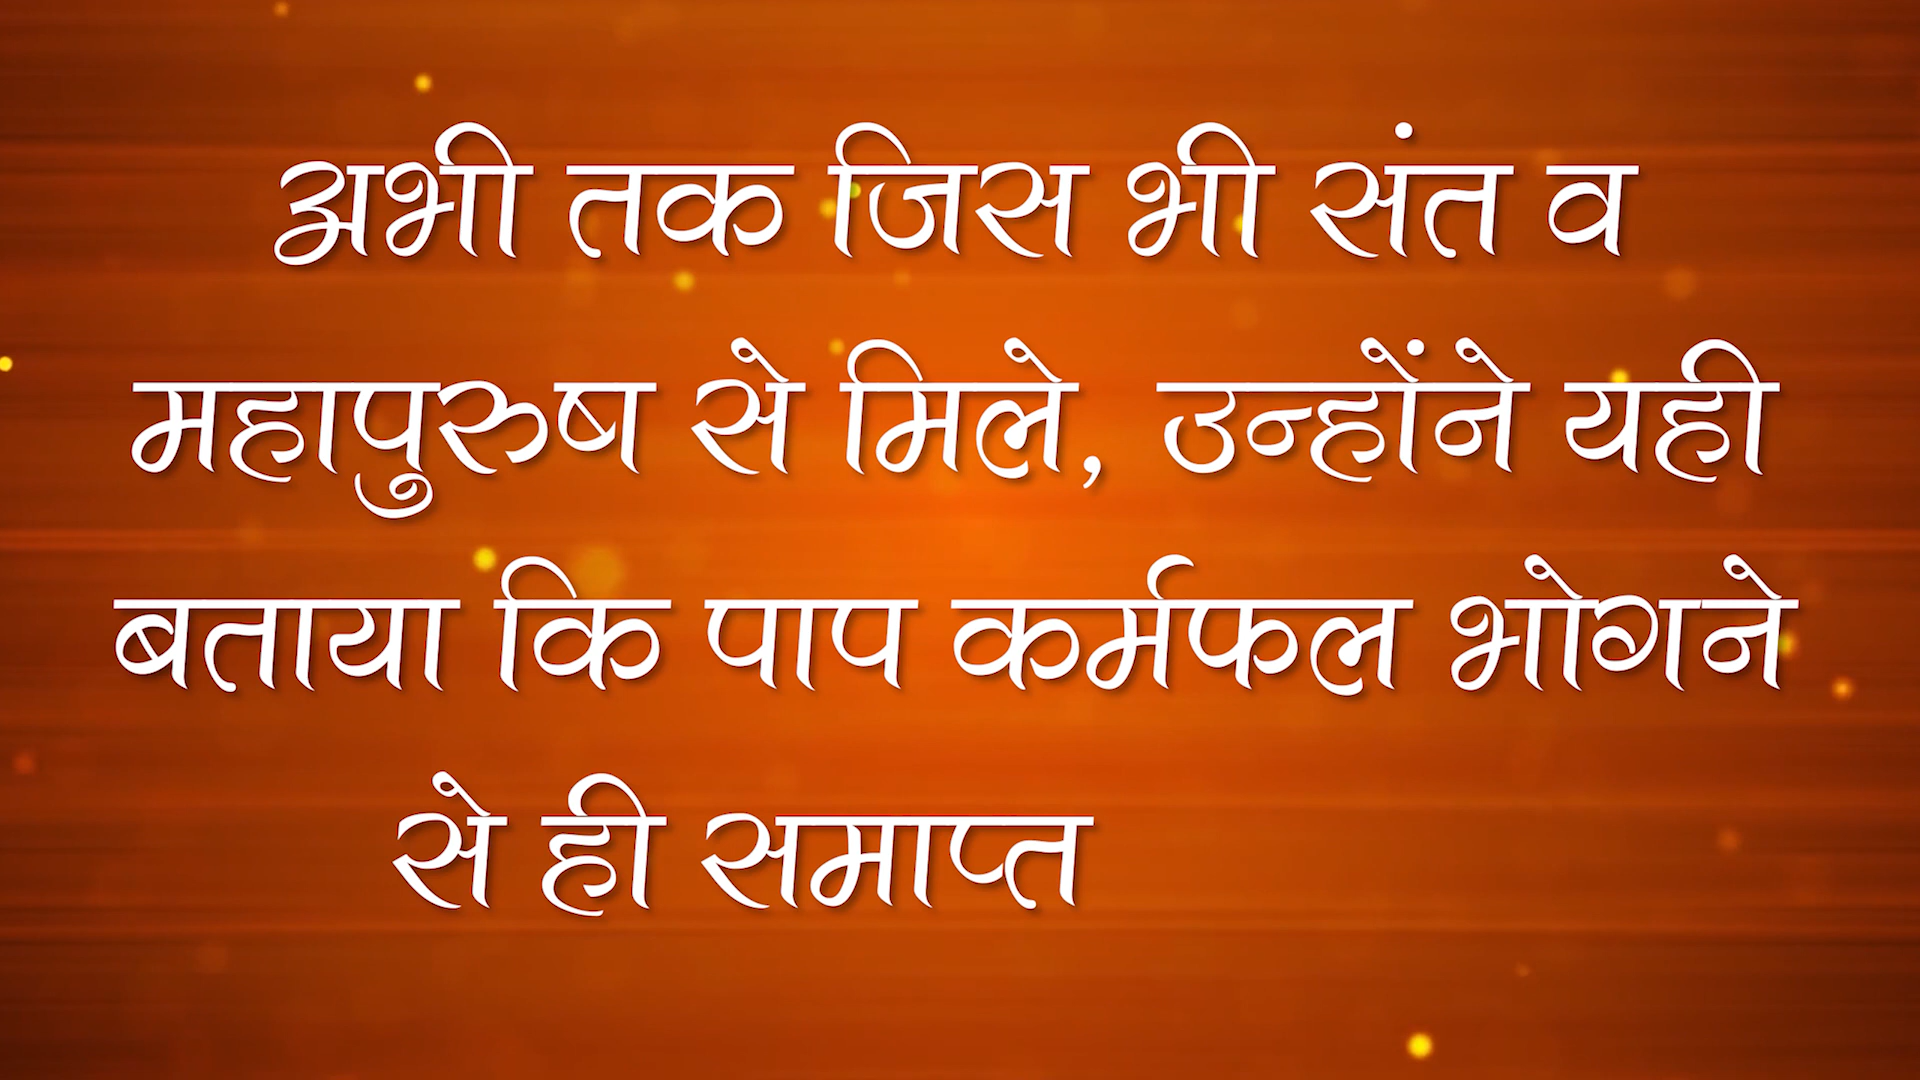 अभी तक जिस भी संत व
महापुरुष से मिले, उन्होंने यही
बताया कि पाप कर्मफल भोगने
से ही समाप्त